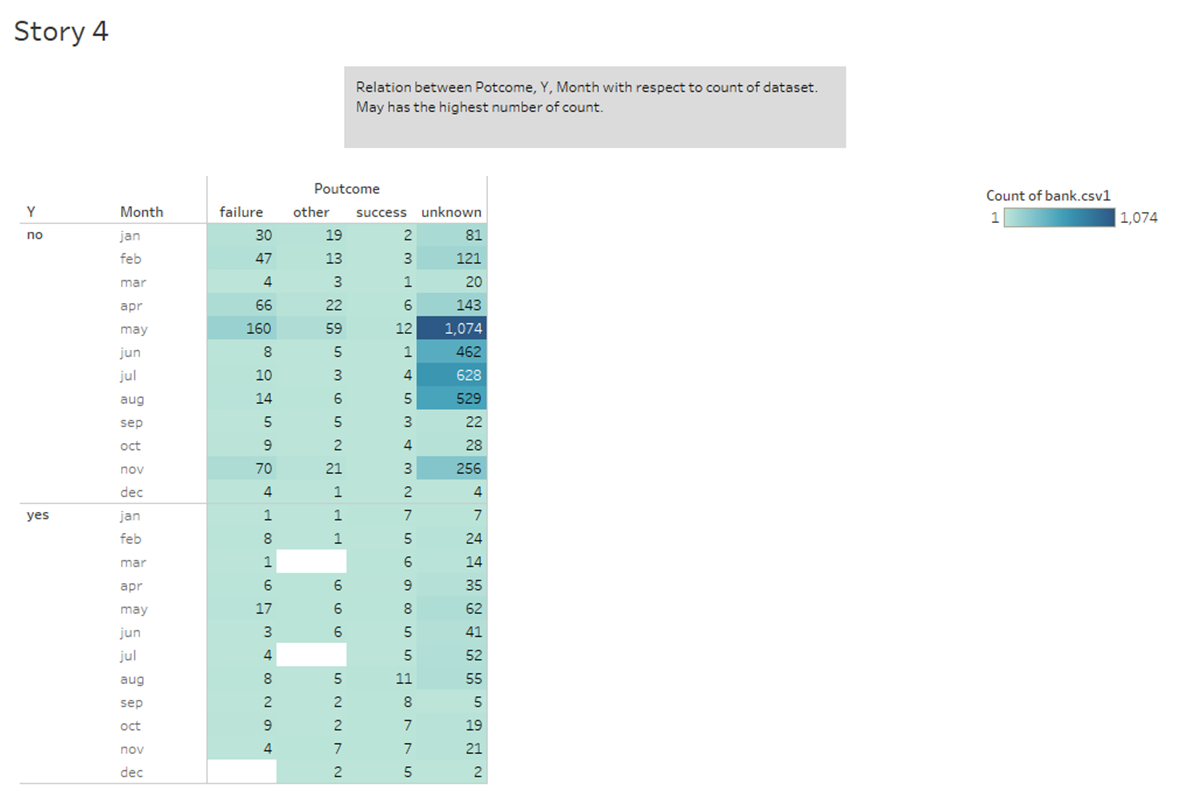 Story 4
Relation between Potcome, Y, Month with respect to count of dataset.
May has the highest number of count.
Poutcome
Y Month failure other success unknown
no jan 30 19 2 81
feb 47 13 3 121
mar 4 3 1 20
apr 66 22 6 143
may 160 59 12 1,074
jun 8 5 1 462
jul 10 3 4 628
aug 14 6 5 529
sep 5 5 3 22
oct 9 2 4 28
nov 70 21 3 256
dec 4 1 2 4
yes jan 1 1 7 7
feb 8 1 5 24
mar 1 6 14
apr 6 6 9 35
may 17 6 8 62
jun 3 6 5 41
jul 4 5 52
aug 8 5 11 55
sep 2 2 8 5
oct 9 2 7 19
nov 4 7 7 21
dec 2 5 2
Count of bank.csv1
1 1,074